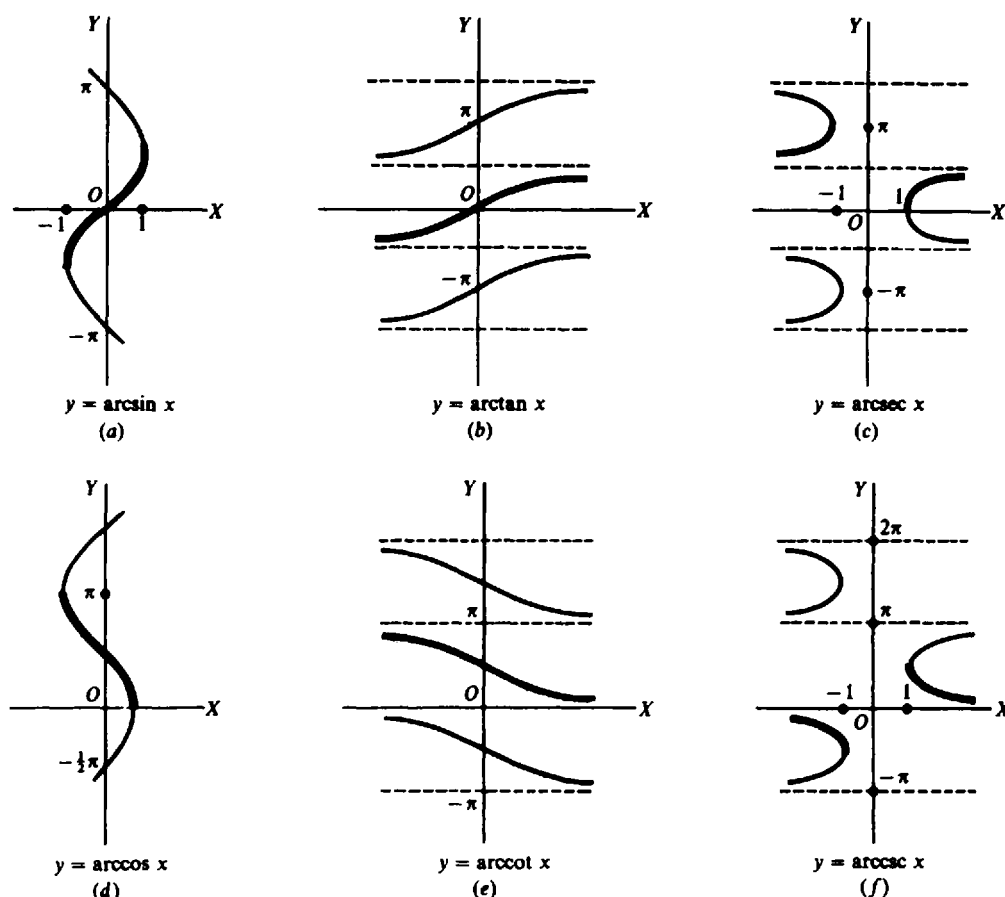 Y
π
O
-1
1
X
-π
y = arcsin x
(a)
Y
π
O
X
-π
y = arctan x
(b)
Y
π
-1
1
O
X
-π
y = arcsec x
(c)
Y
π
O
X
-½π
y = arccos x
(d)
Y
π
O
X
-π
y = arccot x
(e)
Y
2π
π
-1
1
O
X
-π
y = arccsc x
(f)